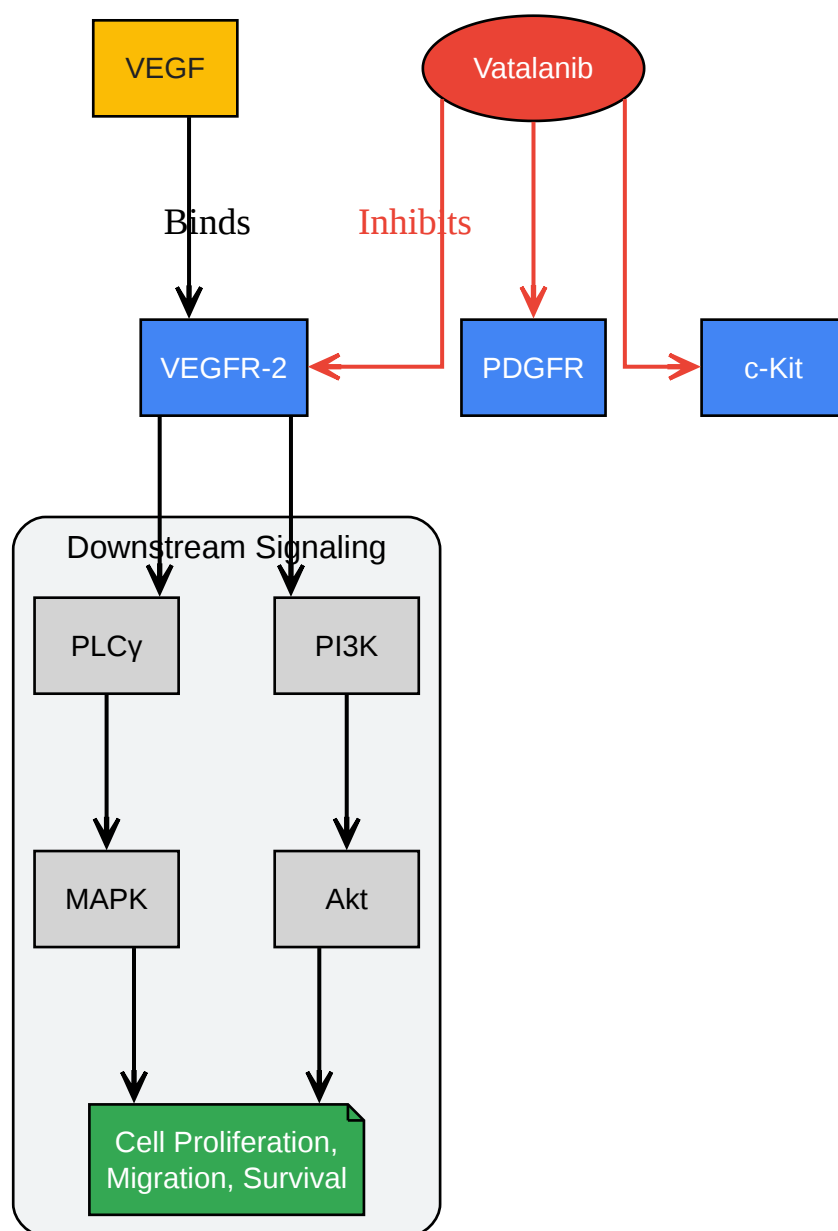 VEGF
Vatalanib
Binds
Inhibits
VEGFR-2
PDGFR
c-Kit
Downstream Signaling
PLCγ
PI3K
MAPK
Akt
Cell Proliferation,
Migration, Survival